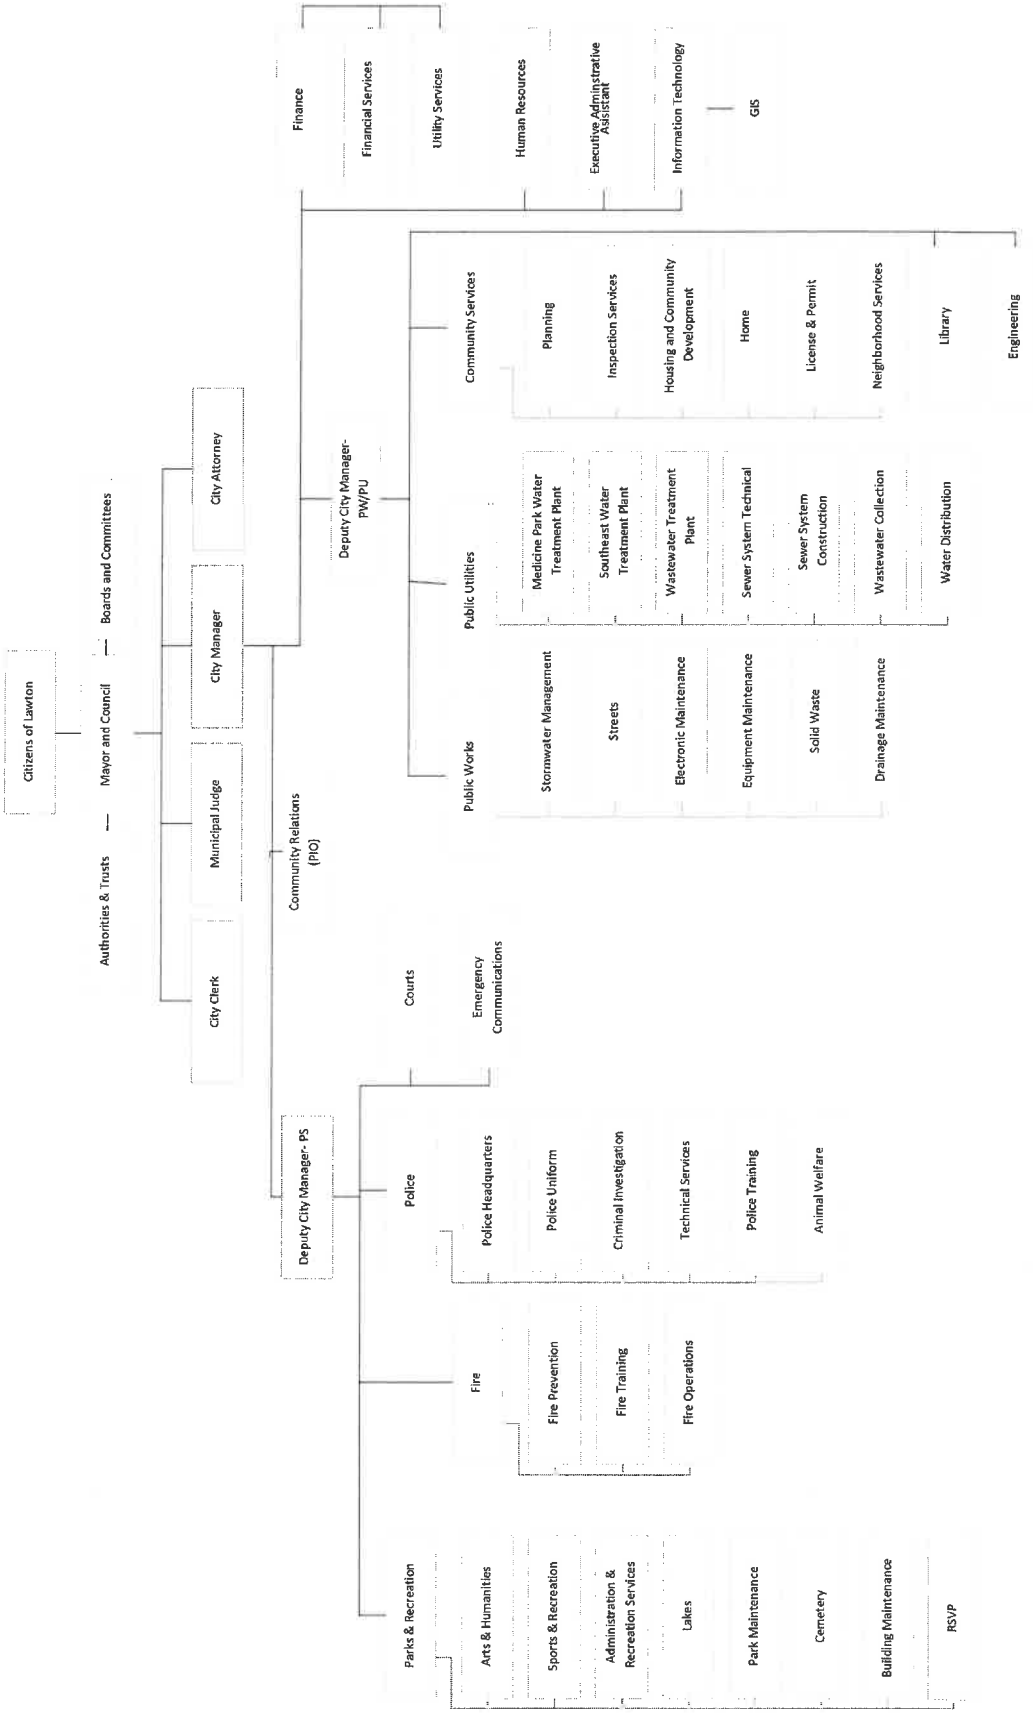 Citizens of Lawton
Authorities & Trusts
Mayor and Council
Boards and Committees
City Clerk
Municipal Judge
City Manager
City Attorney
Deputy City Manager- PS
Community Relations
(PIO)
Deputy City Manager-
PW/PU
Finance
Financial Services
Utility Services
Human Resources
Executive Adminstrative
Asisistant
Information Technology
GIS
Parks & Recreation
Arts & Humanities
Sports & Recreation
Administration &
Recreation Services
Lakes
Park Maintenance
Cemetery
Building Maintenance
RSVP
Fire
Fire Prevention
Fire Training
Fire Operations
Police
Police Headquarters
Police Uniform
Criminal Investigation
Technical Services
Police Training
Animal Welfare
Courts
Emergency
Communications
Public Works
Stormwater Management
Streets
Electronic Maintenance
Equipment Maintenance
Solid Waste
Drainage Maintenance
Public Utilities
Medicine Park Water
Treatment Plant
Southeast Water
Treatment Plant
Wastewater Treatment
Plant
Sewer System Technical
Sewer System
Construction
Wastewater Collection
Water Distribution
Community Services
Planning
Inspection Services
Housing and Community
Development
Home
License & Permit
Neighborhood Services
Library
Engineering